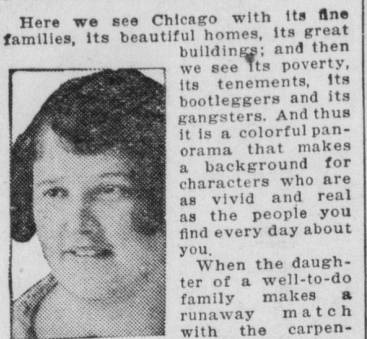 Here we see Chicago with its fine
families, its beautiful homes, its great
buildings; and then
we see its poverty,
its tenements, its
bootleggers and its
gangsters. And thus
it is a colorful pan-
orama that makes
a background for
characters who are
as vivid and real
as the people you
find every day about
you.
When the daugh-
ter of a well-to-do
family makes a
runaway match
with the carpen-